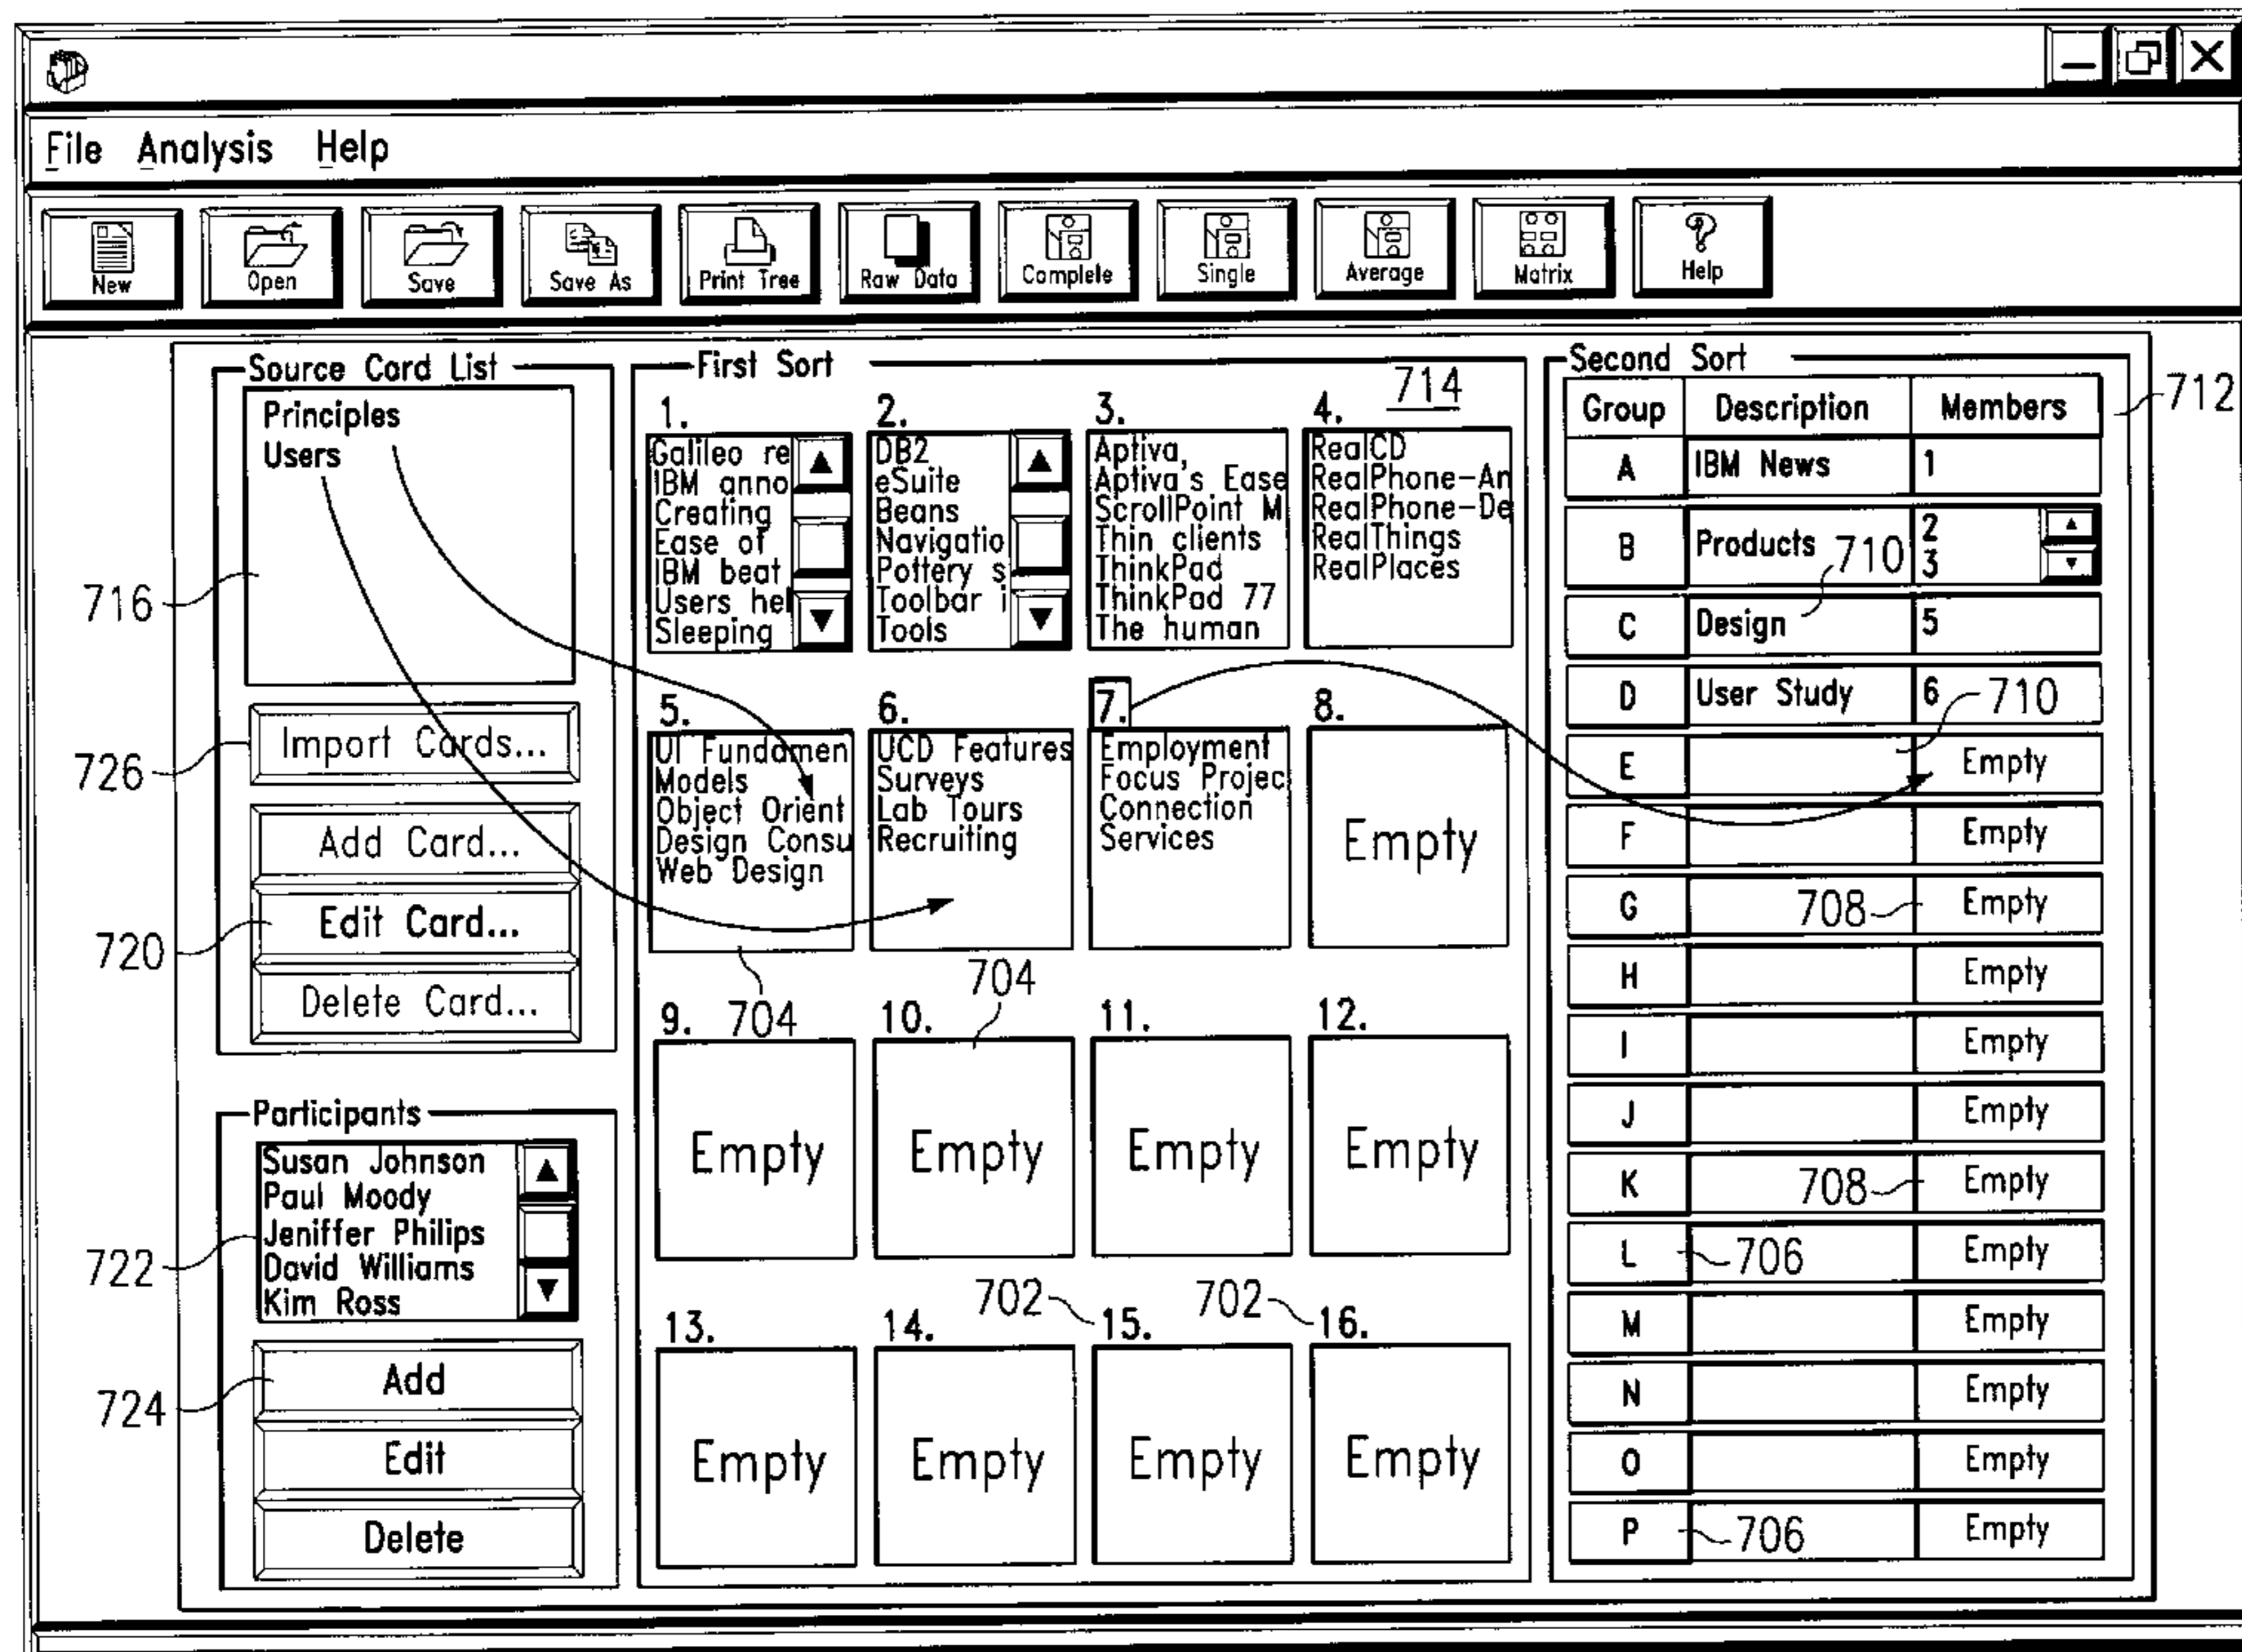 File Analysis Help
New Open Save Save As Print Tree Raw Data Complete Single Average Matrix Help
Source Card List
Principles
Users
716
Import Cards...
726
Add Card...
Edit Card...
720
Delete Card...
Participants
Susan Johnson
Paul Moody
Jeniffer Philips
David Williams
Kim Ross
722
Add
724
Edit
Delete
First Sort
714
1.
Galileo re
IBM anno
Creating
Ease of
IBM beat
Users hel
Sleeping
2.
DB2
eSuite
Beans
Navigatio
Pottery s
Toolbar i
Tools
3.
Aptiva,
Aptiva's Ease
ScrollPoint M
Thin clients
ThinkPad
ThinkPad 77
The human
4.
RealCD
RealPhone-An
RealPhone-De
RealThings
RealPlaces
5.
UI Fundamen
Models
Object Orient
Design Consu
Web Design
704
6.
UCD Features
Surveys
Lab Tours
Recruiting
704
7.
Employment
Focus Projec
Connection
Services
8.
Empty
9.
Empty
10.
Empty
11.
Empty
12.
Empty
13.
Empty
14.
Empty
702
15.
Empty
702
16.
Empty
Second Sort
712
Group Description Members
A IBM News 1
B Products 2
710 3
C Design 5
D User Study 6 710
E Empty
F Empty
G 708 Empty
H Empty
I Empty
J Empty
K 708 Empty
L 706 Empty
M Empty
N Empty
O Empty
P 706 Empty